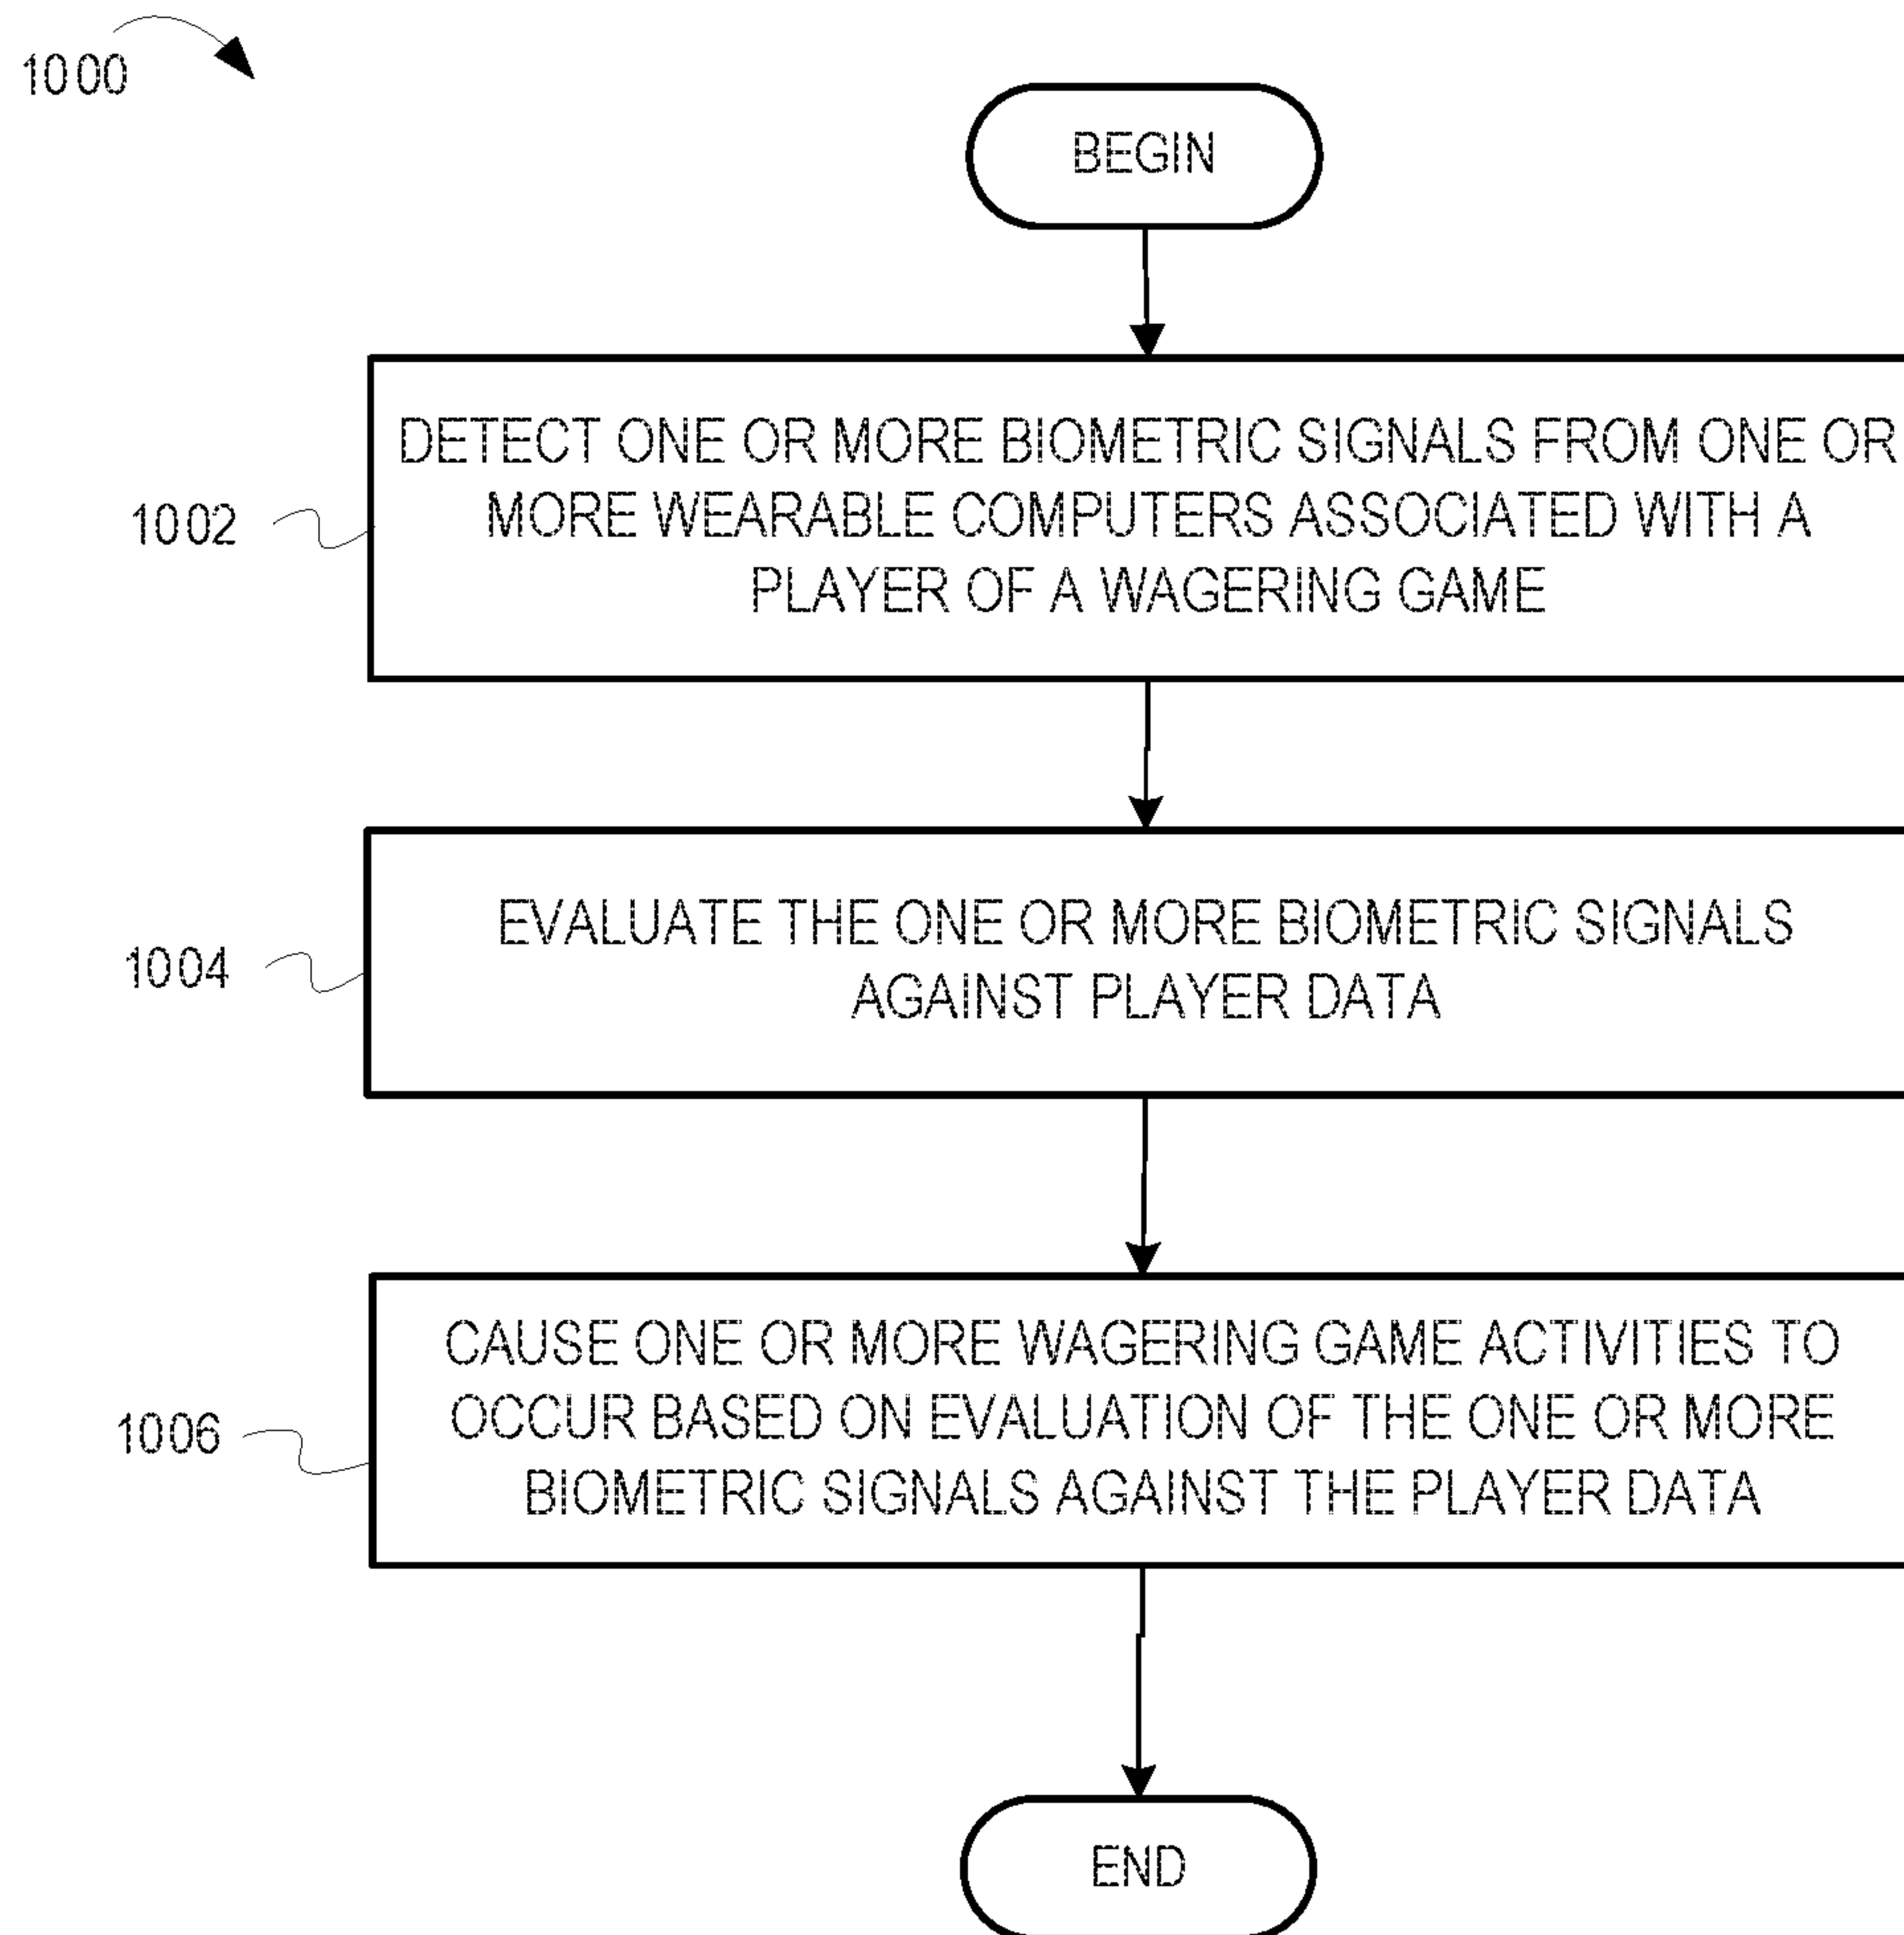 1000
BEGIN
DETECT ONE OR MORE BIOMETRIC SIGNALS FROM ONE OR
MORE WEARABLE COMPUTERS ASSOCIATED WITH A
PLAYER OF A WAGERING GAME
1002
EVALUATE THE ONE OR MORE BIOMETRIC SIGNALS
AGAINST PLAYER DATA
1004
CAUSE ONE OR MORE WAGERING GAME ACTIVITIES TO
OCCUR BASED ON EVALUATION OF THE ONE OR MORE
BIOMETRIC SIGNALS AGAINST THE PLAYER DATA
1006
END